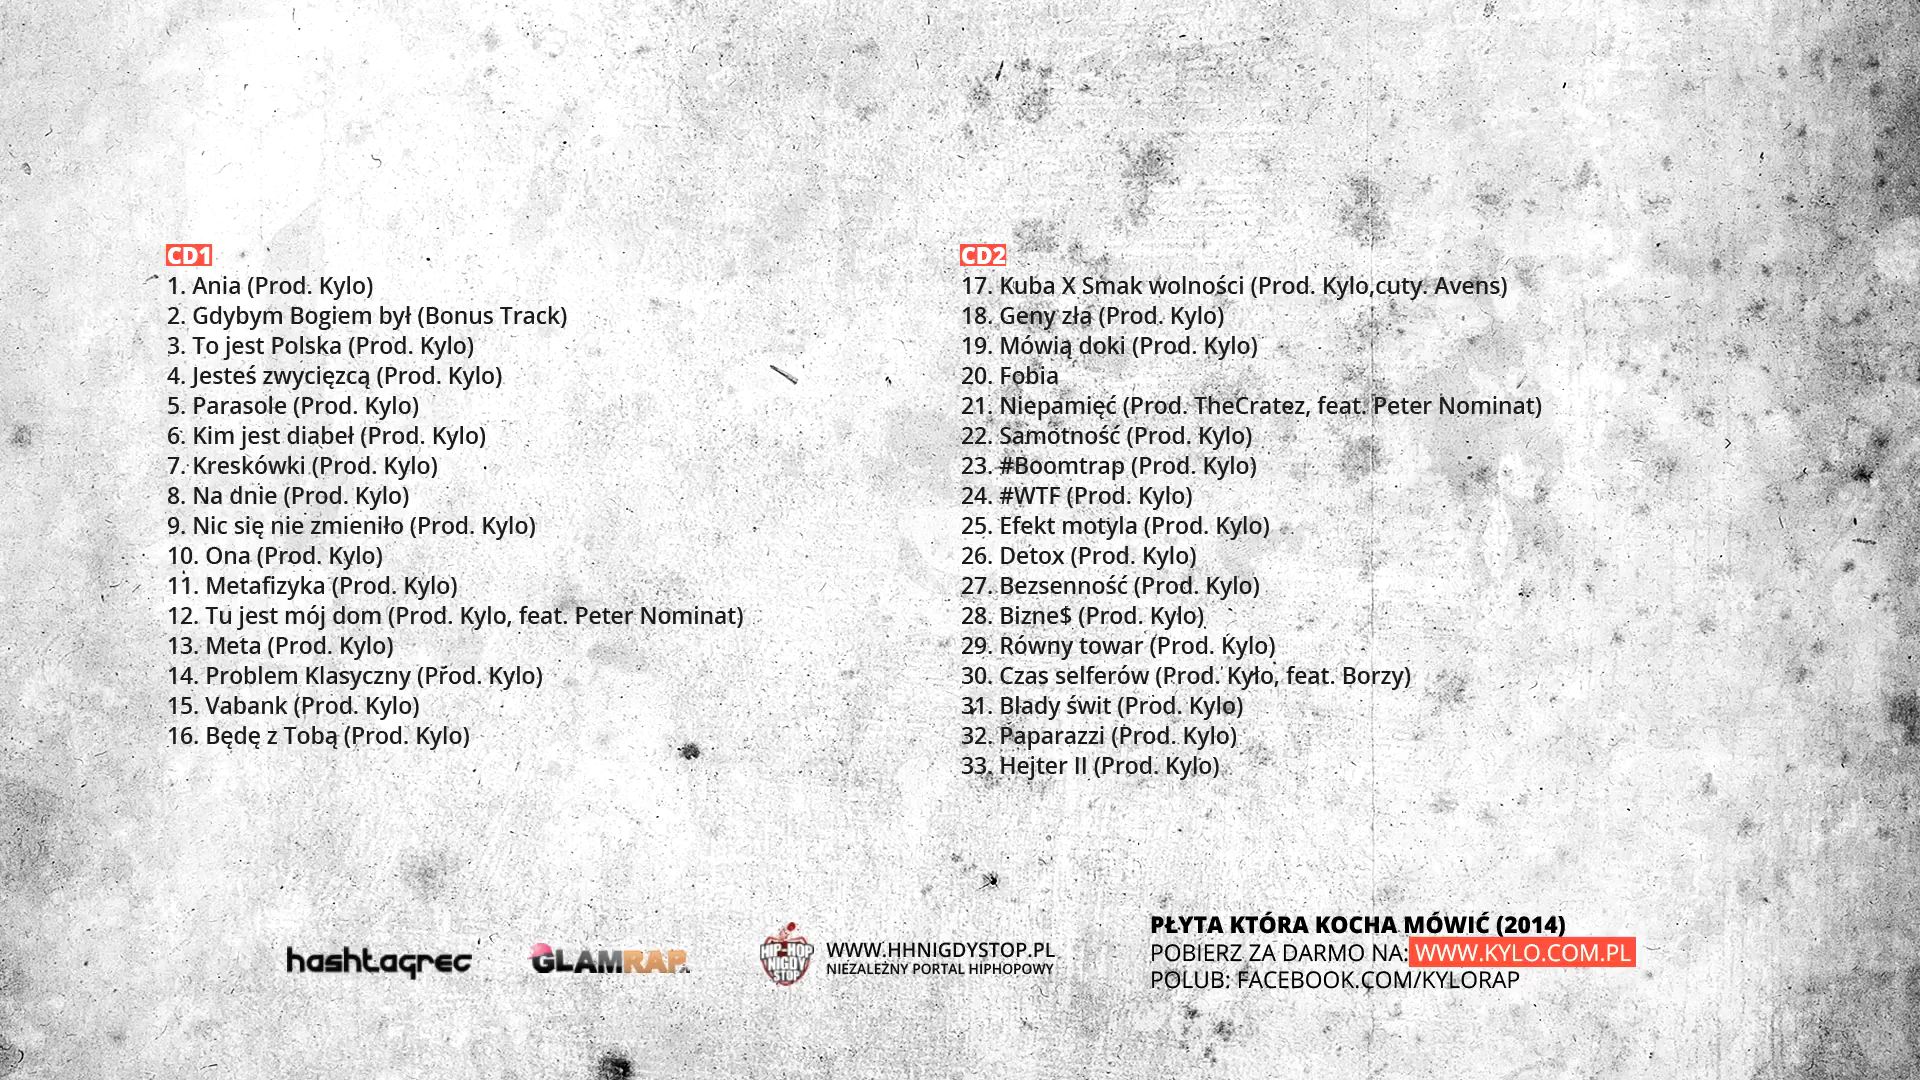 CD1
1. Ania (Prod. Kylo)
2. Gdybym Bogiem był (Bonus Track)
3. To jest Polska (Prod. Kylo)
4. Jesteś zwycięzcą (Prod. Kylo)
5. Parasole (Prod. Kylo)
6. Kim jest diabeł (Prod. Kylo)
7. Kreskówki (Prod. Kylo)
8. Na dnie (Prod. Kylo)
9. Nic się nie zmieniło (Prod. Kylo)
10. Ona (Prod. Kylo)
11. Metafizyka (Prod. Kylo)
12. Tu jest mój dom (Prod. Kylo, feat. Peter Nominat)
13. Meta (Prod. Kylo)
14. Problem Klasyczny (Prod. Kylo)
15. Vabank (Prod. Kylo)
16. Będę z Tobą (Prod. Kylo)
CD2
17. Kuba X Smak wolności (Prod. Kylo,cuty. Avens)
18. Geny zła (Prod. Kylo)
19. Mówią doki (Prod. Kylo)
20. Fobia
21. Niepamięć (Prod. TheCratez, feat. Peter Nominat)
22. Samotność (Prod. Kylo)
23. #Boomtrap (Prod. Kylo)
24. #WTF (Prod. Kylo)
25. Efekt motyla (Prod. Kylo)
26. Detox (Prod. Kylo)
27. Bezsenność (Prod. Kylo)
28. Bizne$ (Prod. Kylo)
29. Równy towar (Prod. Kylo)
30. Czas selferów (Prod. Kylo, feat. Borzy)
31. Blady świt (Prod. Kylo)
32. Paparazzi (Prod. Kylo)
33. Hejter II (Prod. Kylo)
hashtagrec
GLAMRAP
HIP-HOP
NIGDY
STOP
WWW.HHNIGDYSTOP.PL
NIEZALEŻNY PORTAL HIPHOPOWY
PŁYTA KTÓRA KOCHA MÓWIĆ (2014)
POBIERZ ZA DARMO NA: WWW.KYLO.COM.PL
POLUB: FACEBOOK.COM/KYLORAP